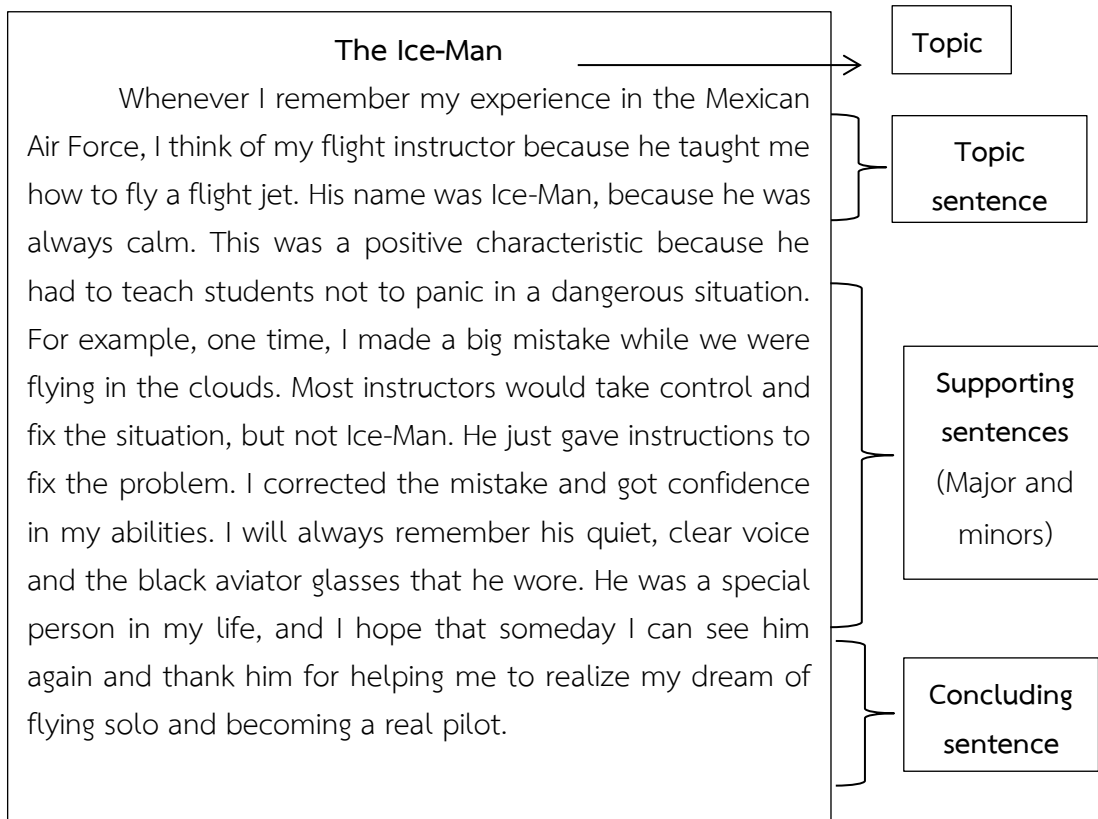 The Ice-Man
Topic
Whenever I remember my experience in the Mexican
Air Force, I think of my flight instructor because he taught me
how to fly a flight jet. His name was Ice-Man, because he was
always calm. This was a positive characteristic because he
had to teach students not to panic in a dangerous situation.
For example, one time, I made a big mistake while we were
flying in the clouds. Most instructors would take control and
fix the situation, but not Ice-Man. He just gave instructions to
fix the problem. I corrected the mistake and got confidence
in my abilities. I will always remember his quiet, clear voice
and the black aviator glasses that he wore. He was a special
person in my life, and I hope that someday I can see him
again and thank him for helping me to realize my dream of
flying solo and becoming a real pilot.
Topic
sentence
Supporting
sentences
(Major and
minors)
Concluding
sentence